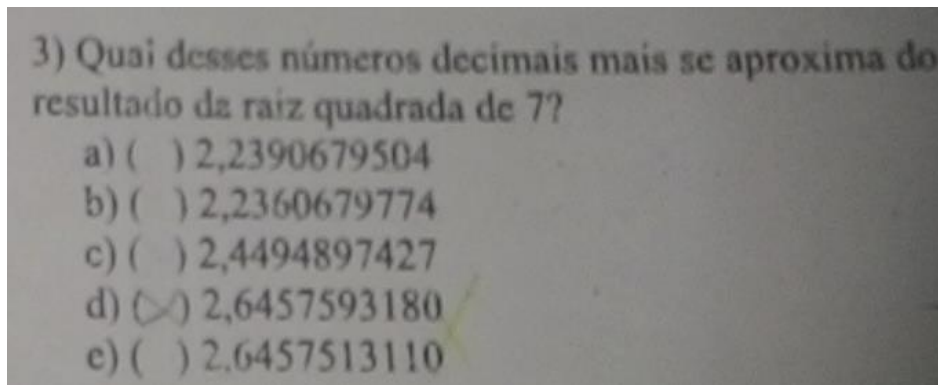 3) Quai desses números decimais mais se aproxima do
resultado da raiz quadrada de 7?
a) ( ) 2,2390679504
b) ( ) 2,2360679774
c) ( ) 2,4494897427
d) (X) 2,6457593180
e) ( ) 2.6457513110